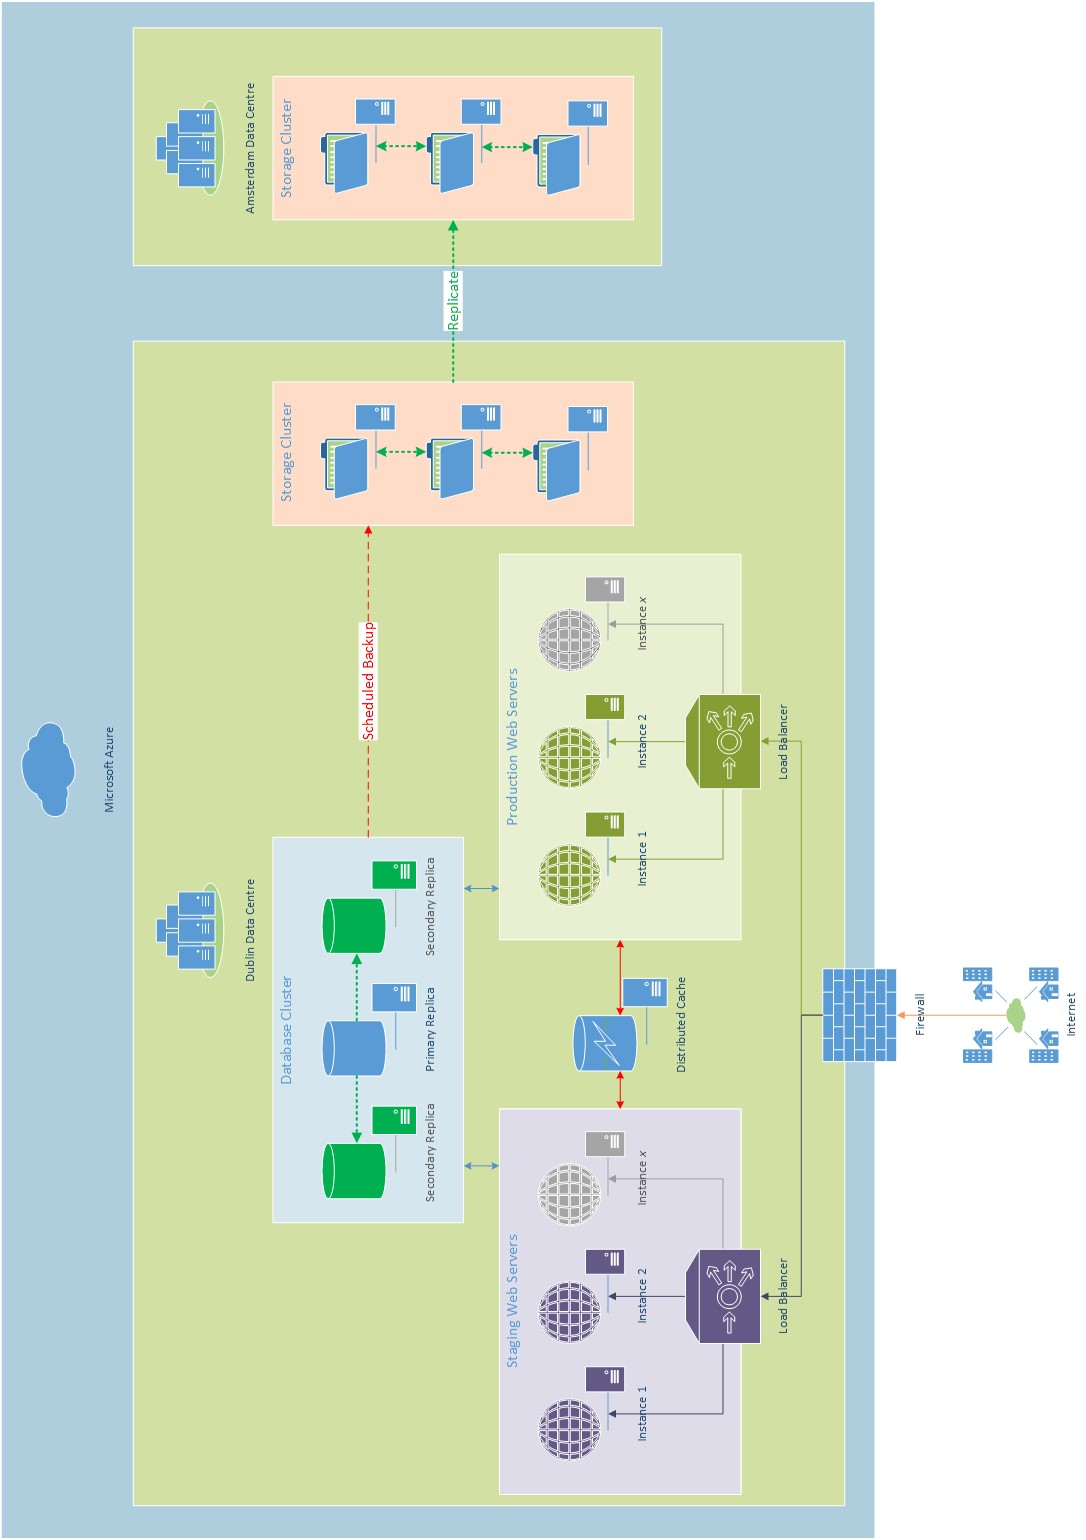 Microsoft Azure
Dublin Data Centre
Amsterdam Data Centre
Database Cluster
Secondary Replica
Primary Replica
Secondary Replica
Scheduled Backup
Storage Cluster
Replicate
Storage Cluster
Staging Web Servers
Instance 1
Instance 2
Instance x
Load Balancer
Distributed Cache
Production Web Servers
Instance 1
Instance 2
Instance x
Load Balancer
Firewall
Internet